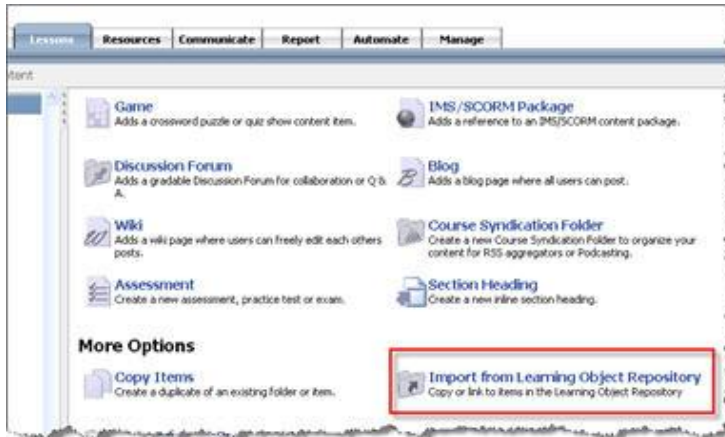 Lessons Resources Communicate Report Automate Manage
tent
Game
Adds a crossword puzzle or quiz show content item.
IMS/SCORM Package
Adds a reference to an IMS/SCORM content package.
Discussion Forum
Adds a gradable Discussion Forum for collaboration or Q &
A.
Blog
Adds a blog page where all users can post.
Wiki
Adds a wiki page where users can freely edit each others
posts.
Course Syndication Folder
Create a new Course Syndication Folder to organize your
content for RSS aggregators or Podcasting.
Assessment
Create a new assessment, practice test or exam.
Section Heading
Create a new inline section heading.
More Options
Copy Items
Create a duplicate of an existing folder or item.
Import from Learning Object Repository
Copy or link to items in the Learning Object Repository